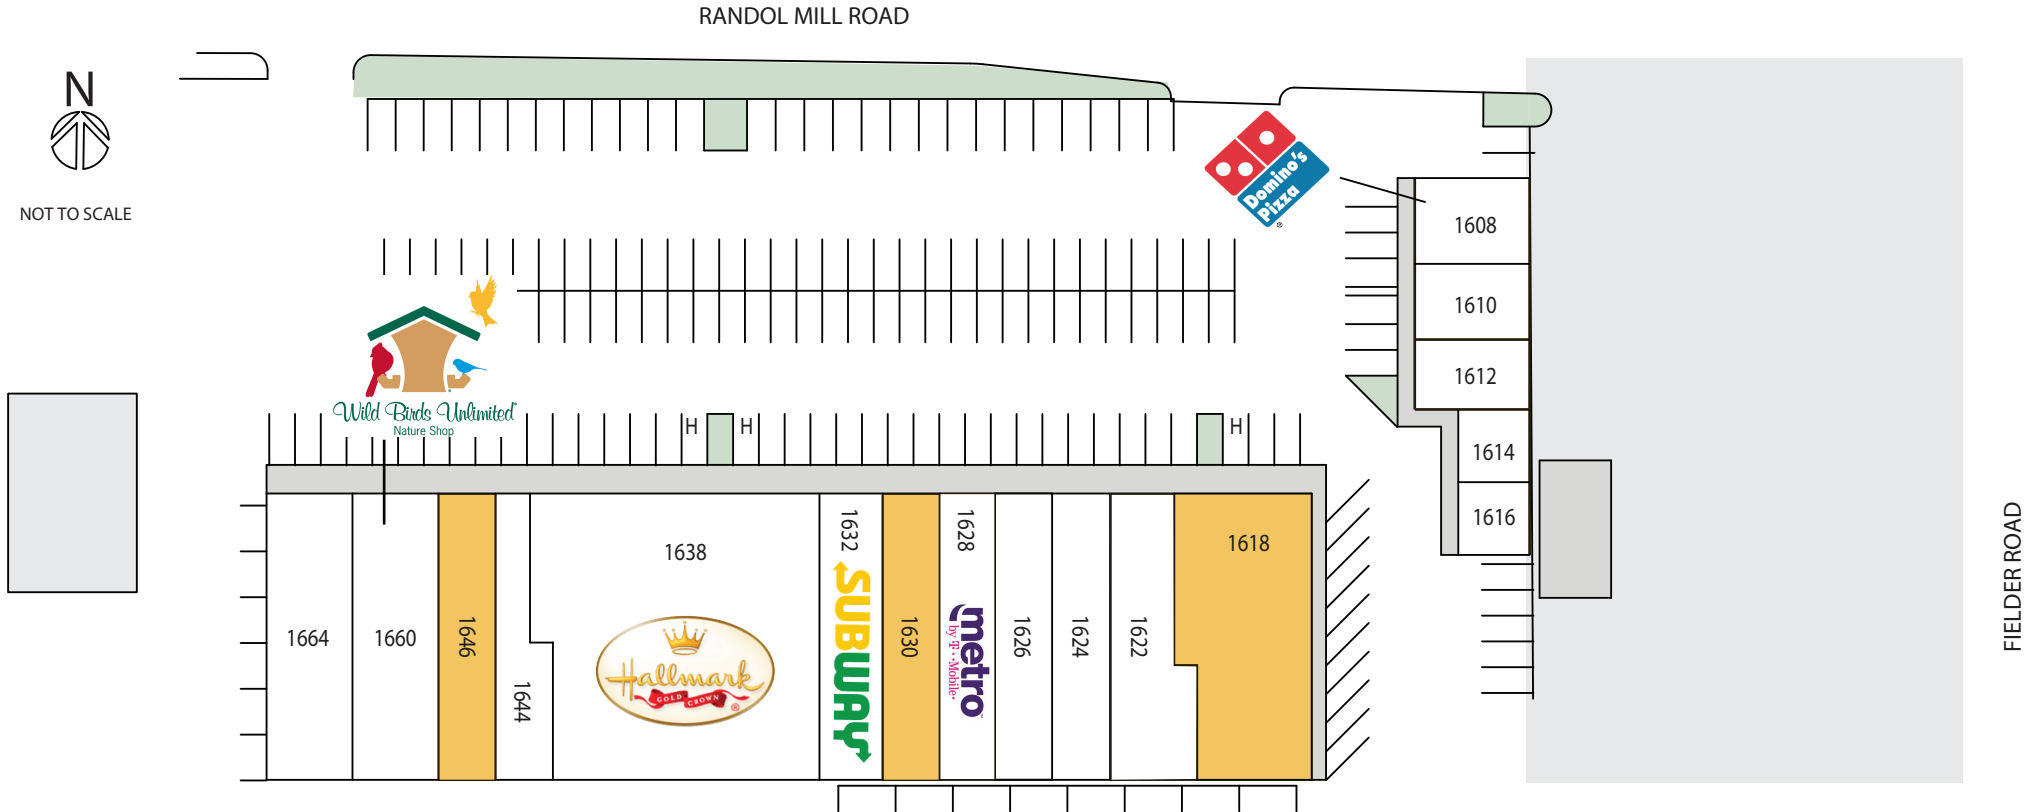 RANDOL MILL ROAD
N
NOT TO SCALE
Domino's
Pizza
®
1608
1610
1612
1614
1616
Wild Birds Unlimited®
Nature Shop
H
H
H
1664
1660
1646
1644
1638
Hallmark
GOLD CROWN
®
1632
SUBWAY
1630
1628
metro
by T-Mobile
1626
1624
1622
1618
FIELDER ROAD